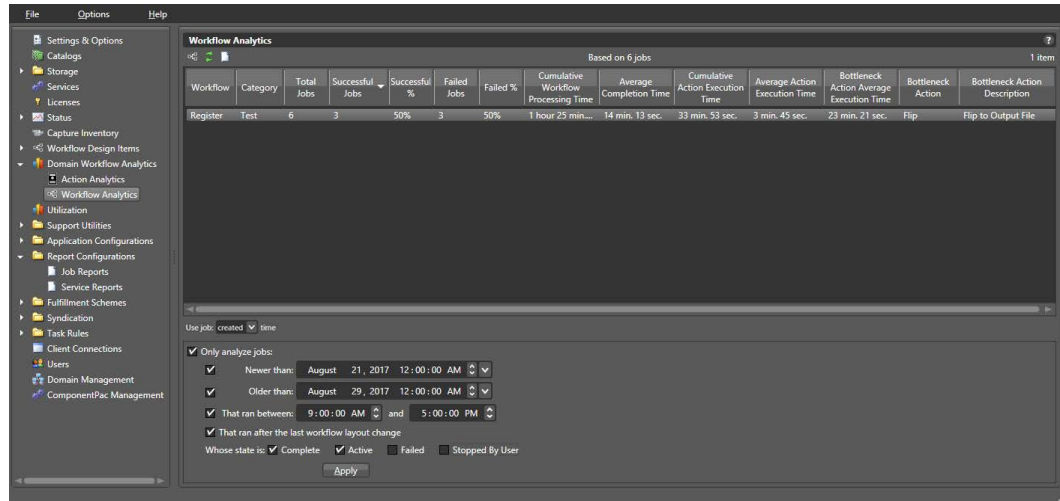 File Options Help
Settings & Options
Catalogs
Storage
Services
Licenses
Status
Capture Inventory
Workflow Design Items
Domain Workflow Analytics
Action Analytics
Workflow Analytics
Utilization
Support Utilities
Application Configurations
Report Configurations
Job Reports
Service Reports
Fulfillment Schemes
Syndication
Task Rules
Client Connections
Users
Domain Management
ComponentPac Management
Workflow Analytics ?
Based on 6 jobs 1 item
Workflow Category Total Jobs Successful Jobs Successful % Failed Jobs Failed % Cumulative Workflow Processing Time Average Completion Time Cumulative Action Execution Time Average Action Execution Time Bottleneck Action Average Execution Time Bottleneck Action Bottleneck Action Description
Register Test 6 3 50% 3 50% 1 hour 25 min.... 14 min. 13 sec. 33 min. 53 sec. 3 min. 45 sec. 23 min. 21 sec. Flip Flip to Output File
Use job: created time
Only analyze jobs:
Newer than: August 21, 2017 12:00:00 AM
Older than: August 29, 2017 12:00:00 AM
That ran between: 9:00:00 AM and 5:00:00 PM
That ran after the last workflow layout change
Whose state is: Complete Active Failed Stopped By User
Apply